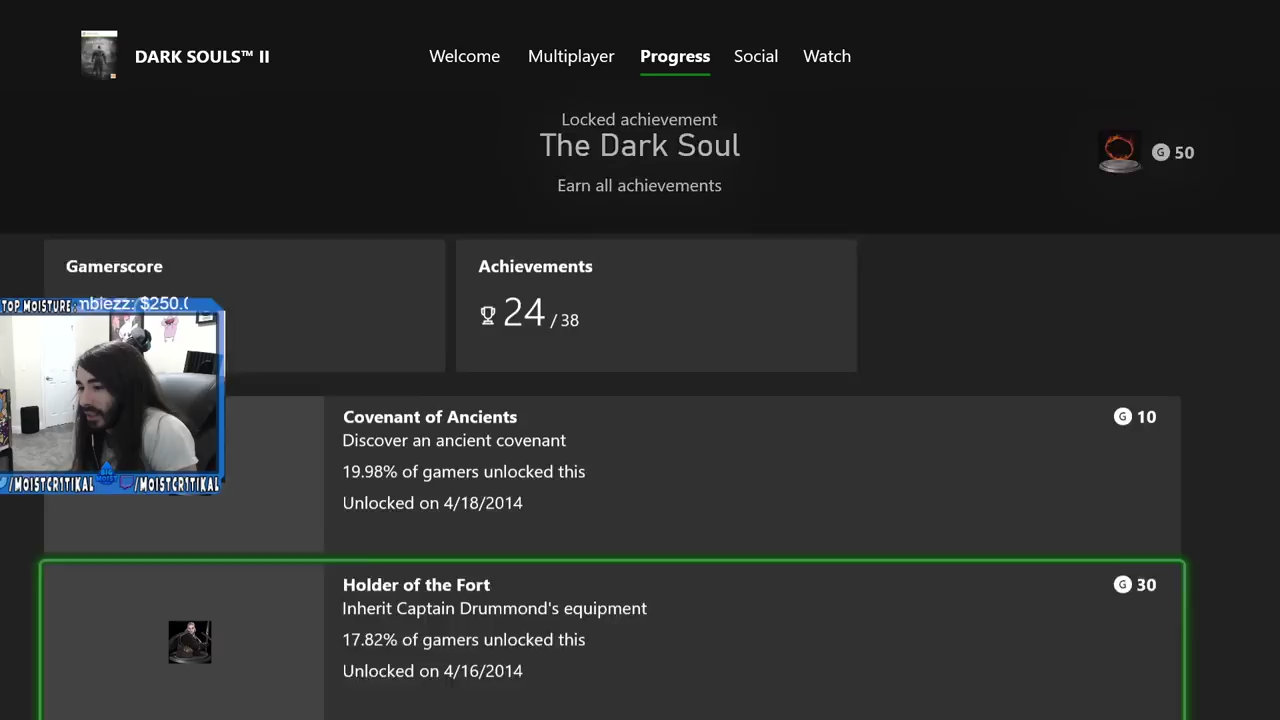 DARK SOULS™ II
Welcome
Multiplayer
Progress
Social
Watch
Locked achievement
The Dark Soul
Earn all achievements
G 50
Gamerscore
Achievements
24 / 38
TOP MOISTURE: mblezz: $250.0
Covenant of Ancients
G 10
Discover an ancient covenant
19.98% of gamers unlocked this
Unlocked on 4/18/2014
/MOISTCR1TIKAL
/MOISTCR1TIKAL
Holder of the Fort
G 30
Inherit Captain Drummond's equipment
17.82% of gamers unlocked this
Unlocked on 4/16/2014